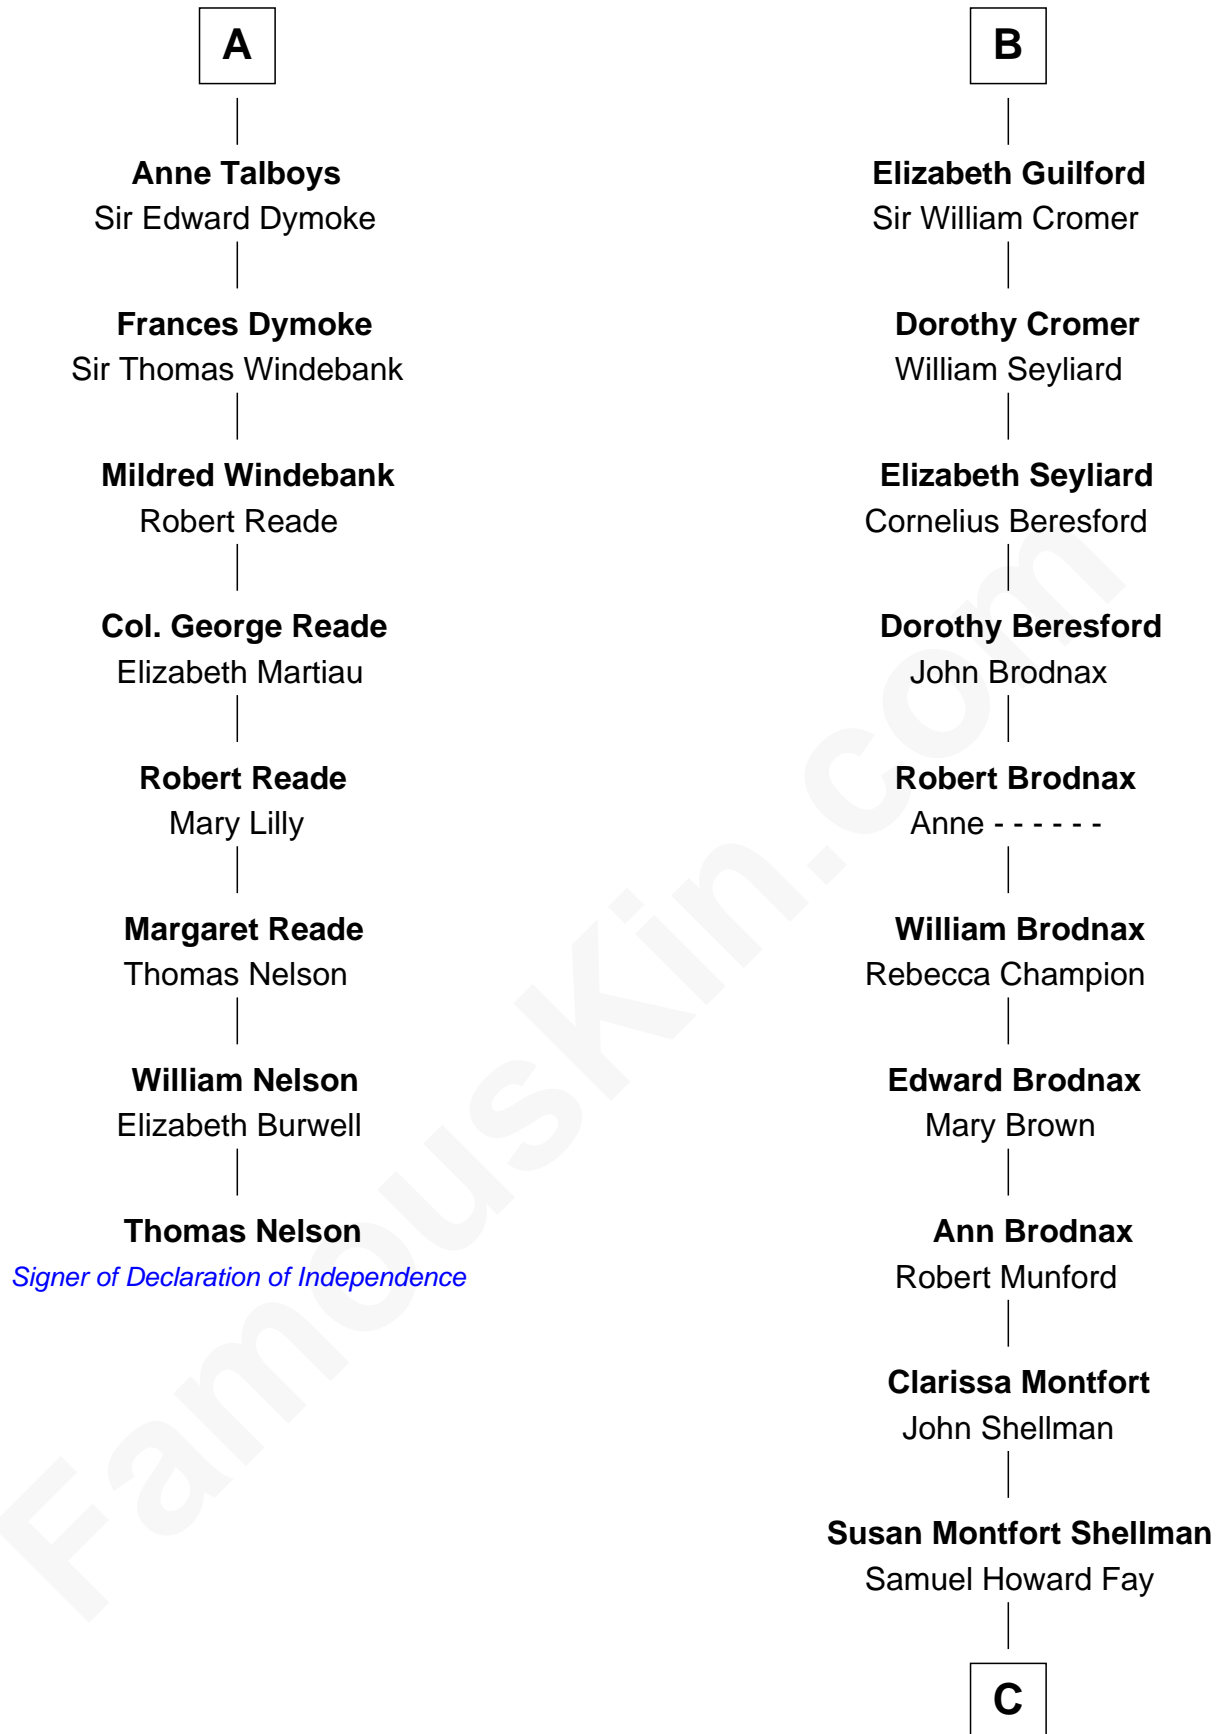 A
Anne Talboys
Sir Edward Dymoke
Frances Dymoke
Sir Thomas Windebank
Mildred Windebank
Robert Reade
Col. George Reade
Elizabeth Martiau
Robert Reade
Mary Lilly
Margaret Reade
Thomas Nelson
William Nelson
Elizabeth Burwell
Thomas Nelson
Signer of Declaration of Independence
B
Elizabeth Guilford
Sir William Cromer
Dorothy Cromer
William Seyliard
Elizabeth Seyliard
Cornelius Beresford
Dorothy Beresford
John Brodnax
Robert Brodnax
Anne - - - - - -
William Brodnax
Rebecca Champion
Edward Brodnax
Mary Brown
Ann Brodnax
Robert Munford
Clarissa Montfort
John Shellman
Susan Montfort Shellman
Samuel Howard Fay
C
FamousKin.com